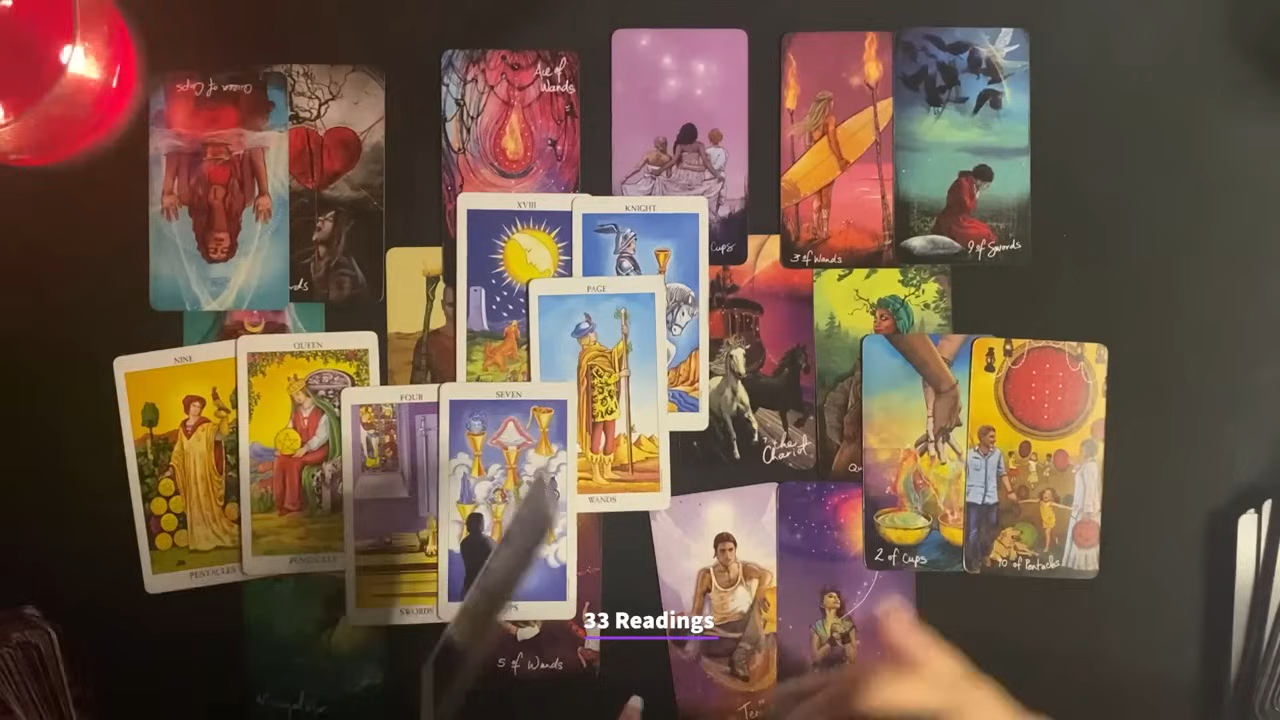 Queen of Cups
Ace of
Wands
Cups
3 of Wands
9 of Swords
XVIII
KNIGHT
PAGE
WANDS
NINE
PENTACLES
QUEEN
PENTACLES
FOUR
SWORDS
SEVEN
7
the
Chariot
2 of Cups
10 of Pentacles
33 Readings
5 of Wands